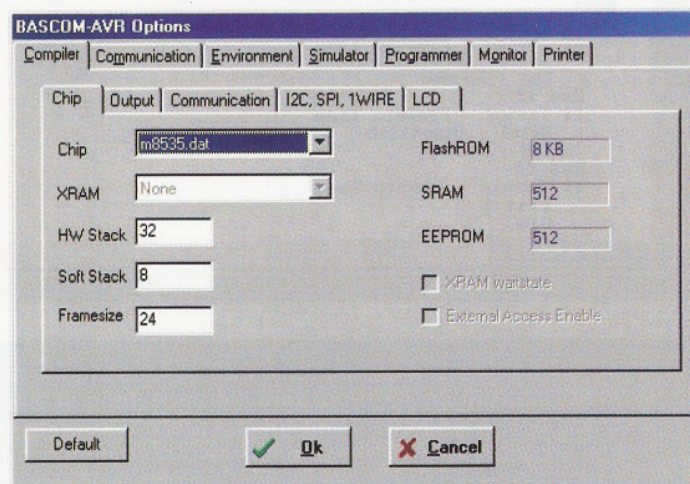 BASCOM-AVR Options
Compiler Communication Environment Simulator Programmer Monitor Printer
Chip Output Communication I2C, SPI, 1WIRE LCD
Chip m8535.dat FlashROM 8 KB
XRAM None SRAM 512
HW Stack 32 EEPROM 512
Soft Stack 8 XRAM waitstate
Framesize 24 External Access Enable
Default Ok Cancel